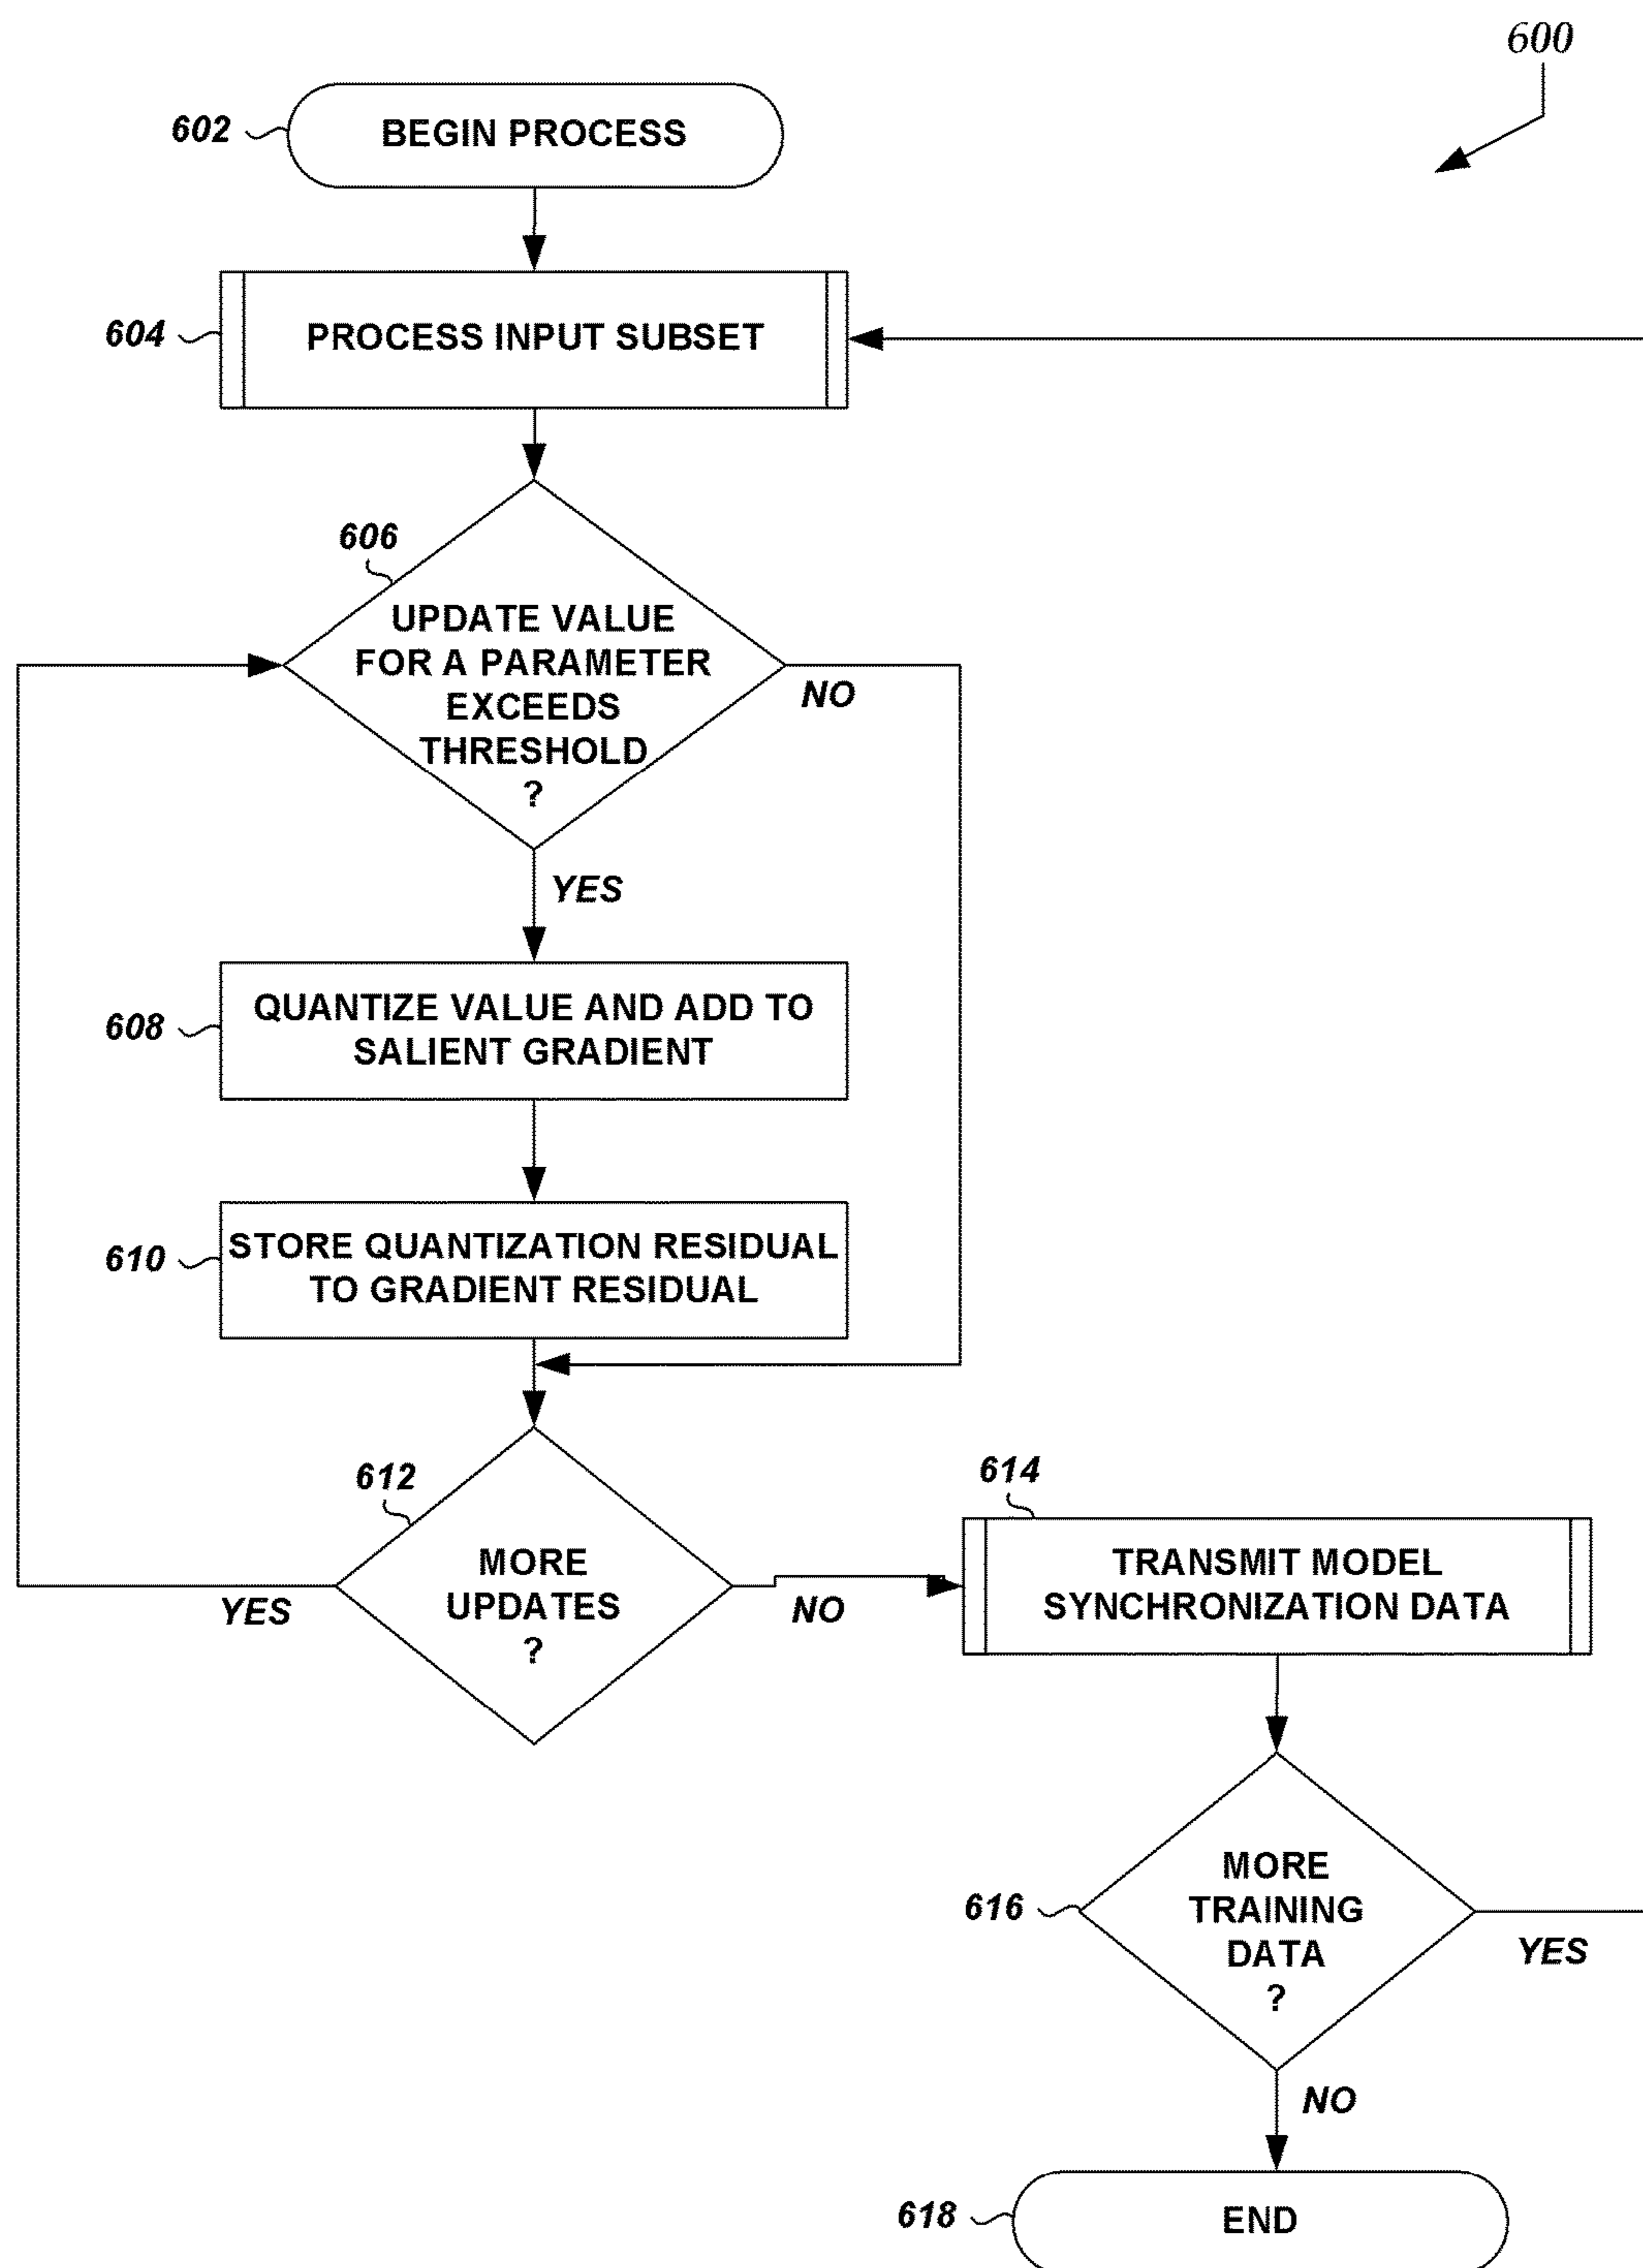 600
602
BEGIN PROCESS
604
PROCESS INPUT SUBSET
606
UPDATE VALUE
FOR A PARAMETER
EXCEEDS
THRESHOLD
?
NO
YES
608
QUANTIZE VALUE AND ADD TO
SALIENT GRADIENT
610
STORE QUANTIZATION RESIDUAL
TO GRADIENT RESIDUAL
612
MORE
UPDATES
?
YES
NO
614
TRANSMIT MODEL
SYNCHRONIZATION DATA
616
MORE
TRAINING
DATA
?
YES
NO
618
END